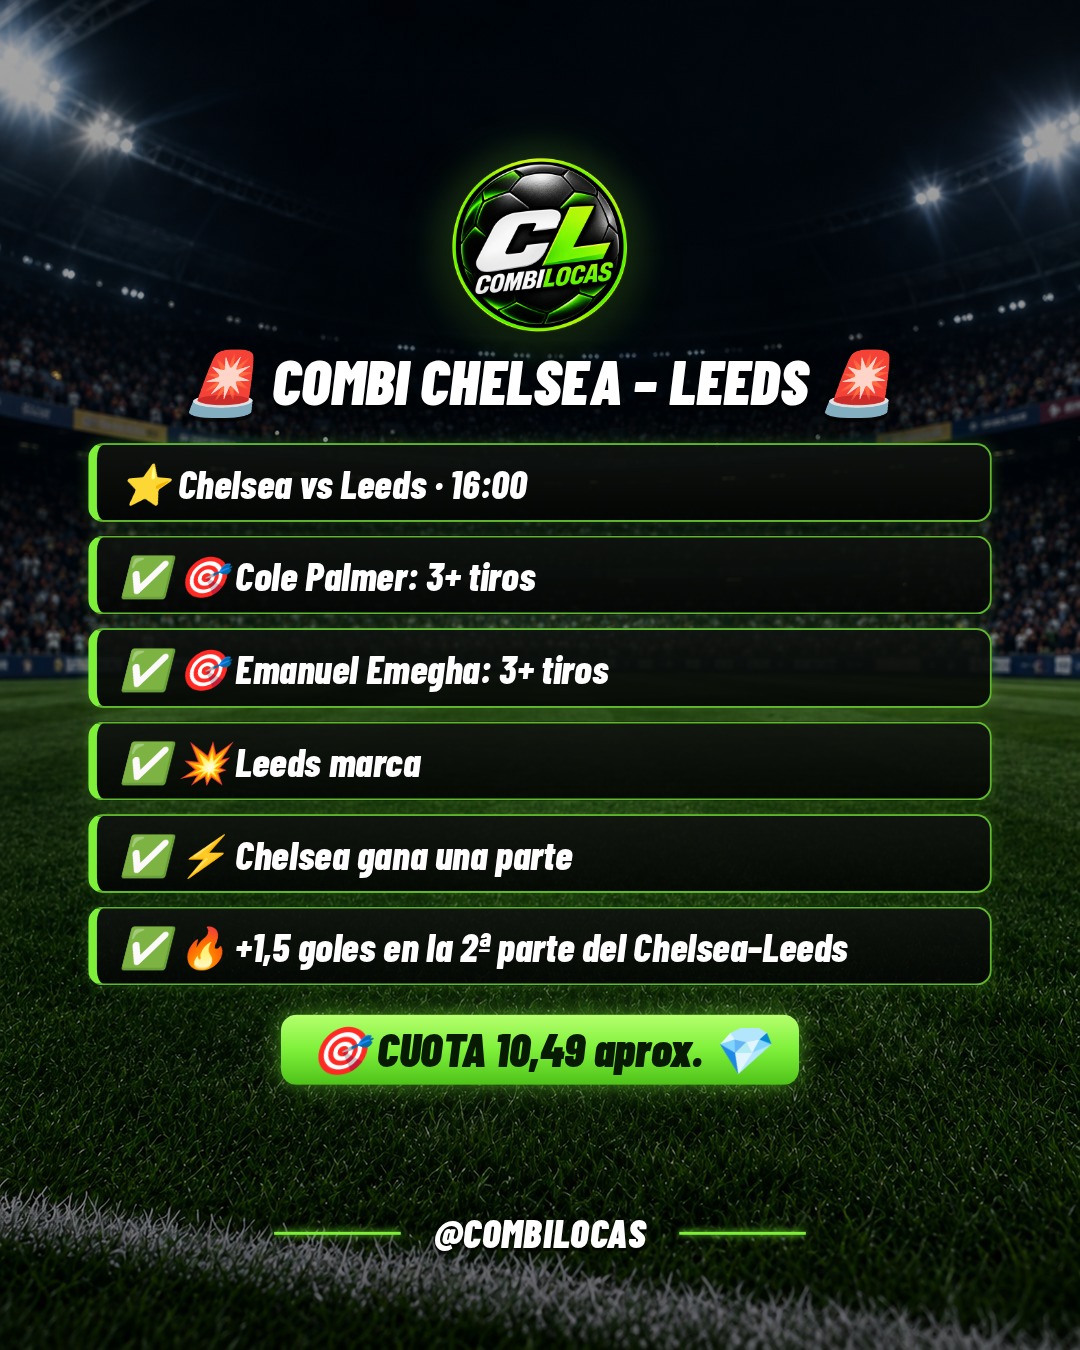 CL
COMBILOCAS
🚨 COMBI CHELSEA – LEEDS 🚨
⭐ Chelsea vs Leeds · 16:00
✅ 🎯 Cole Palmer: 3+ tiros
✅ 🎯 Emanuel Emegha: 3+ tiros
✅ 💥 Leeds marca
✅ ⚡ Chelsea gana una parte
✅ 🔥 +1,5 goles en la 2ª parte del Chelsea–Leeds
🎯 CUOTA 10,49 aprox. 💎
@COMBILOCAS